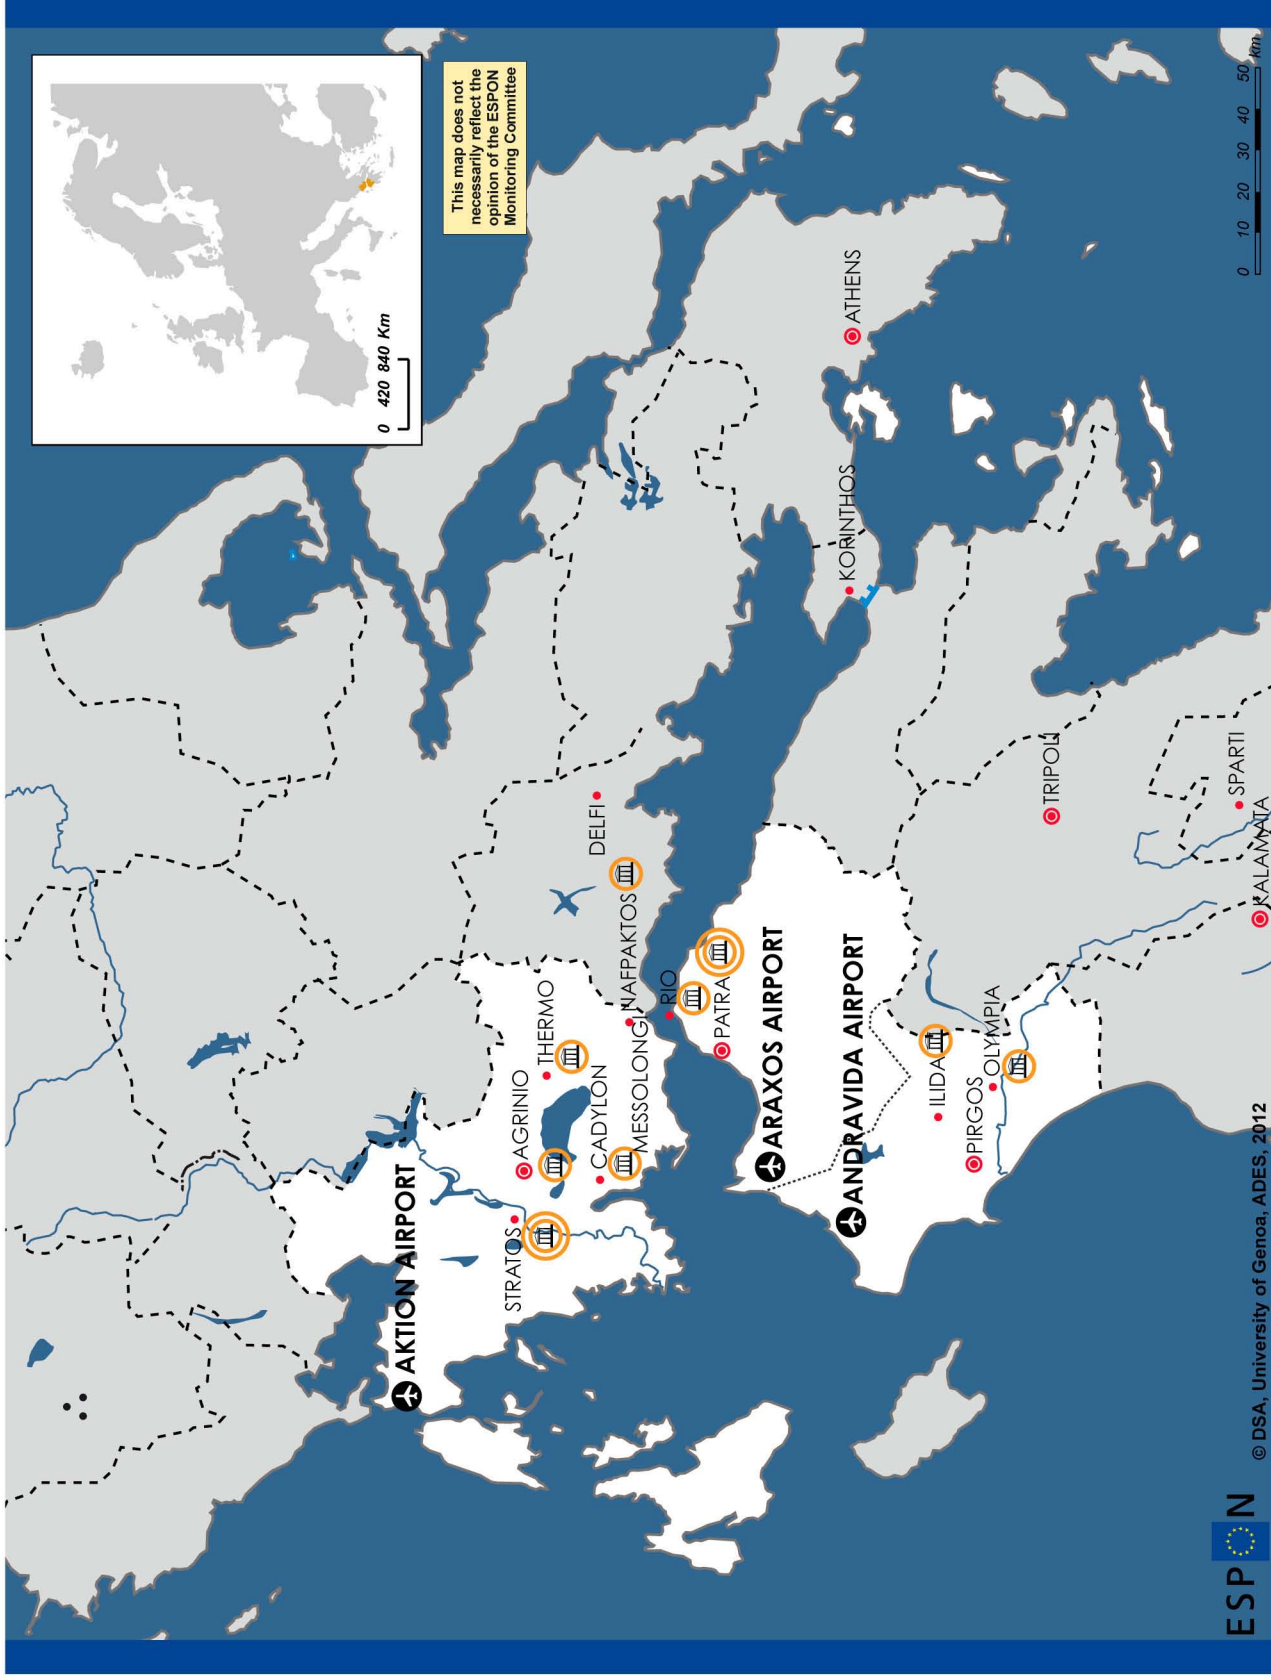 This map does not
necessarily reflect the
opinion of the ESPON
Monitoring Committee
0 420 840 Km
AKTION AIRPORT
STRATOS
AGRINIO
THERMO
CADYLON
MESSOLONGI
NAFPAKTOS
DELFI
RIO
PATRA
ARAXOS AIRPORT
ANDRAVIDA AIRPORT
ILIDA
PIRGOS
OLYMPIA
KORINTHOS
ATHENS
TRIPOLI
SPARTI
KALAMATA
ESPON
© DSA, University of Genoa, ADES, 2012
0 10 20 30 40 50 km